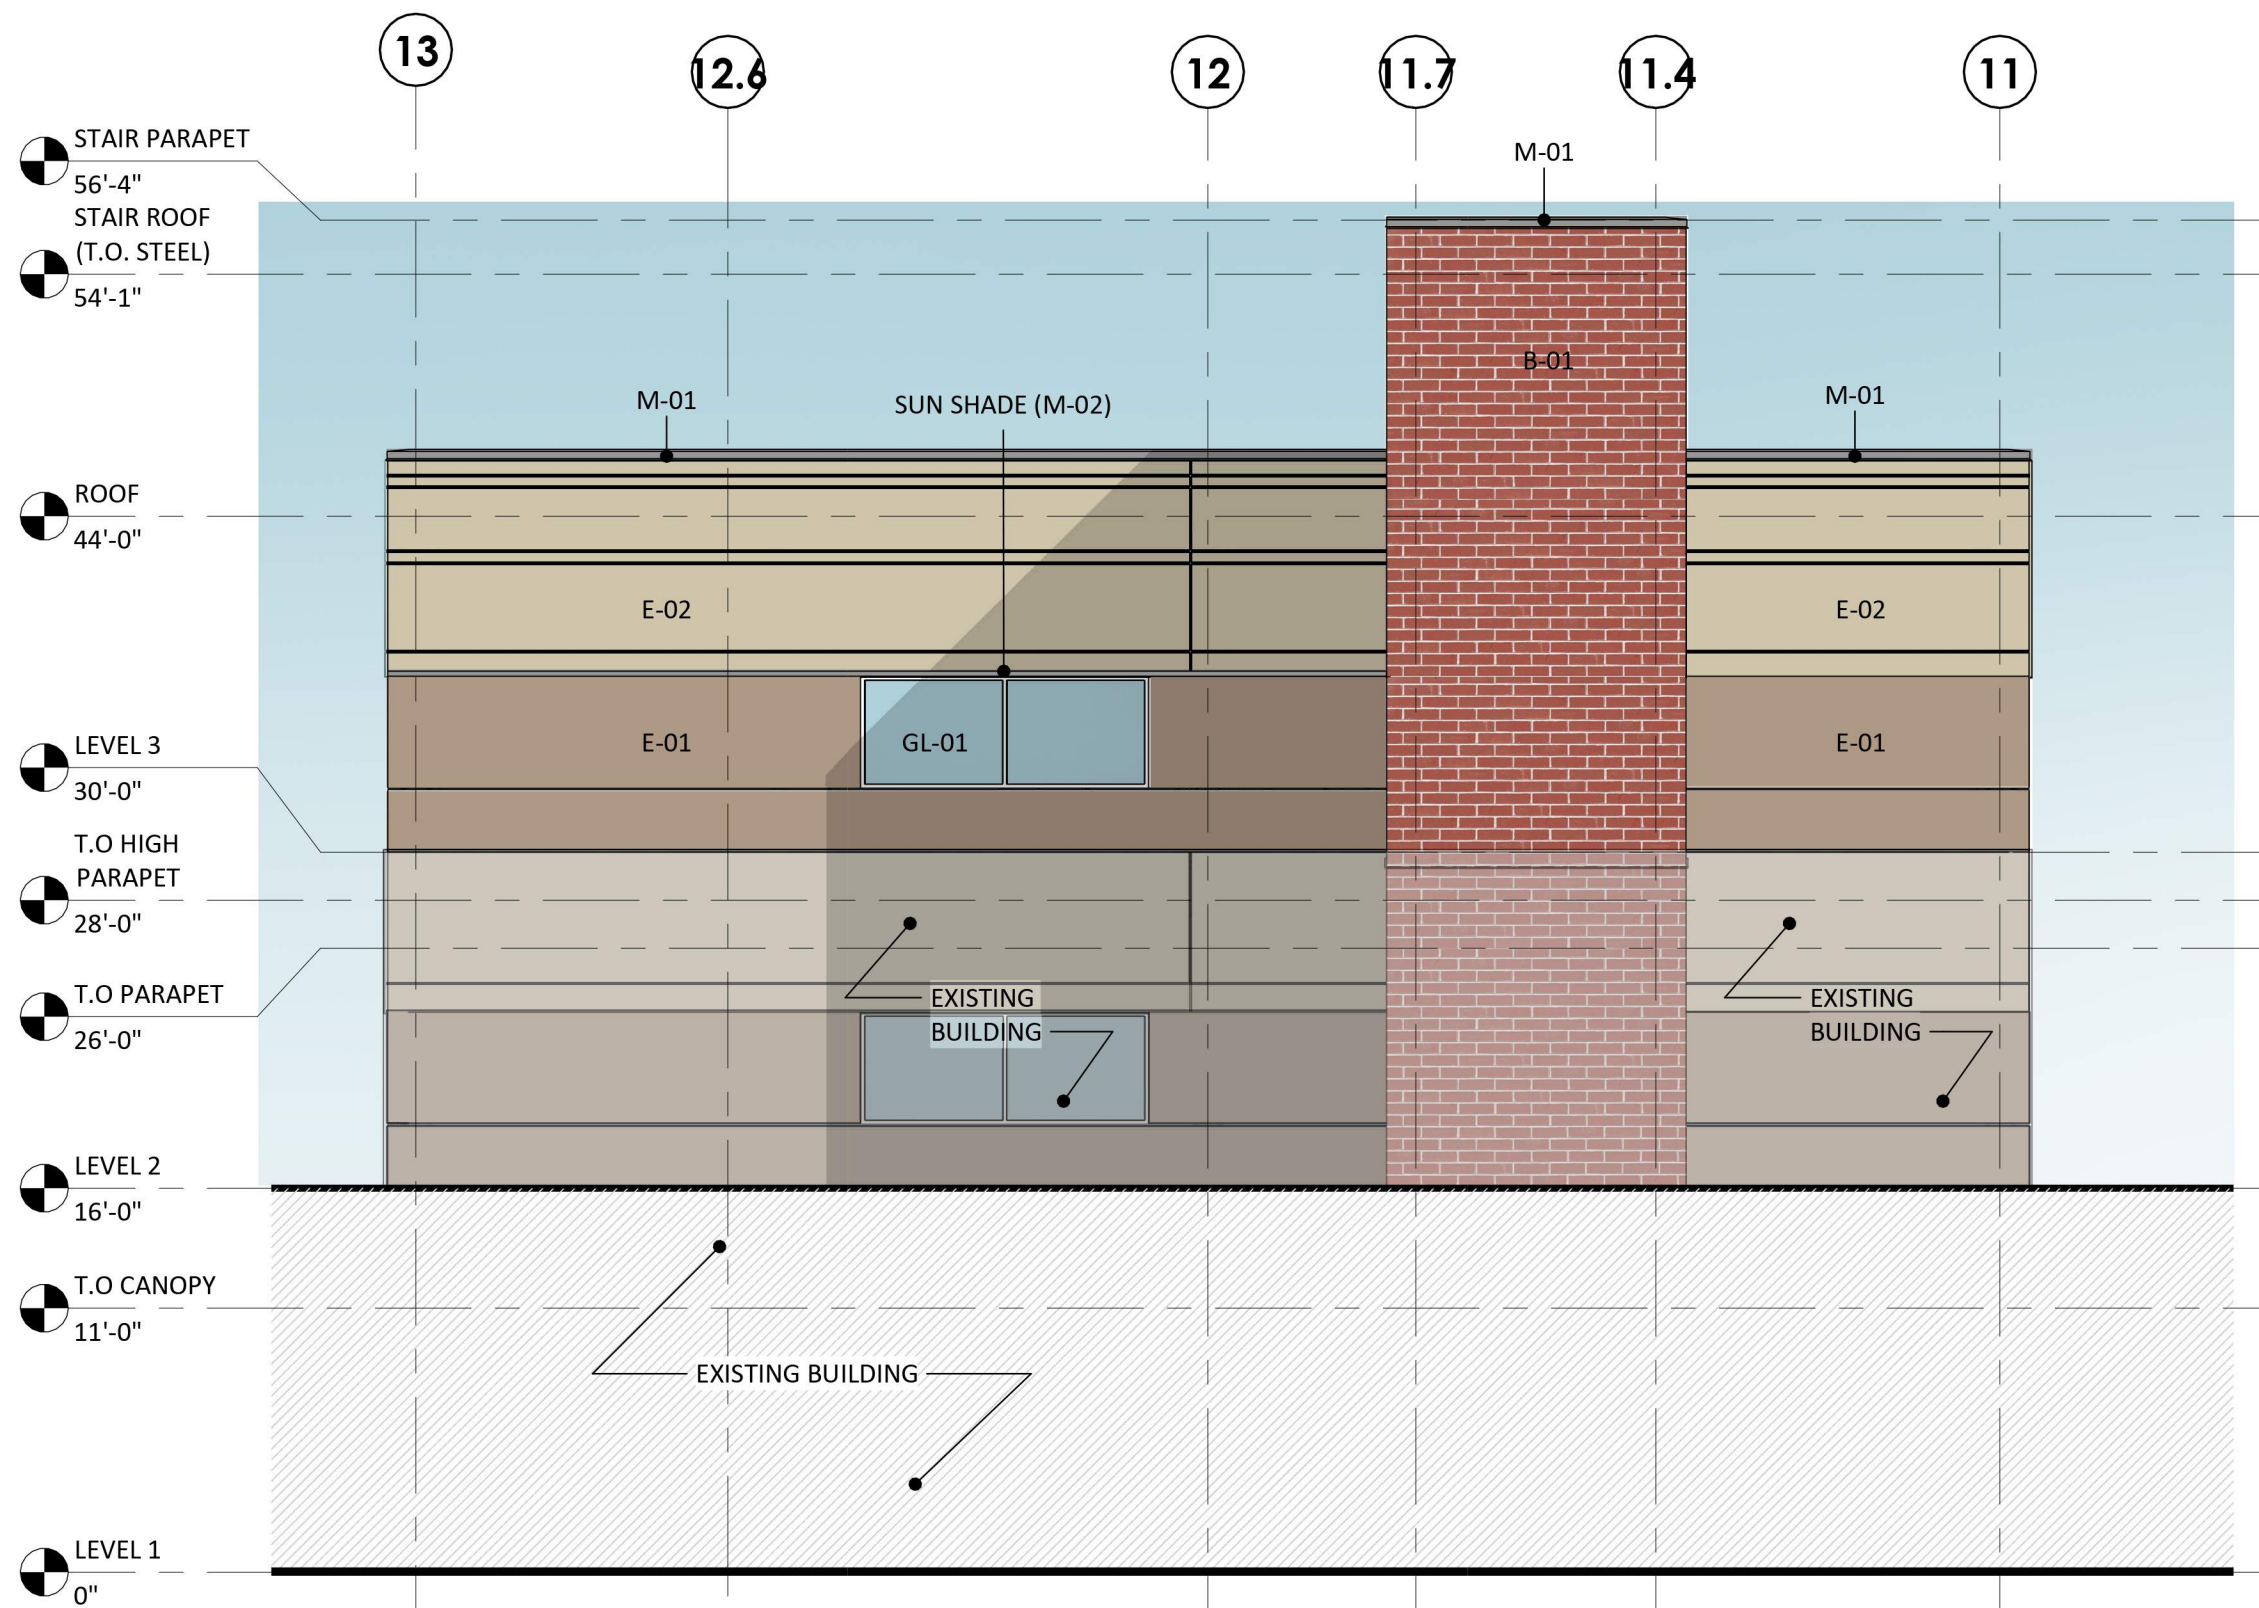 13
12.6
12
11.7
11.4
11
STAIR PARAPET
56'-4"
STAIR ROOF
(T.O. STEEL)
54'-1"
M-01
B-01
M-01
SUN SHADE (M-02)
M-01
ROOF
44'-0"
E-02
E-02
LEVEL 3
30'-0"
E-01
GL-01
E-01
T.O HIGH
PARAPET
28'-0"
T.O PARAPET
26'-0"
EXISTING
BUILDING
EXISTING
BUILDING
LEVEL 2
16'-0"
T.O CANOPY
11'-0"
EXISTING BUILDING
LEVEL 1
0"